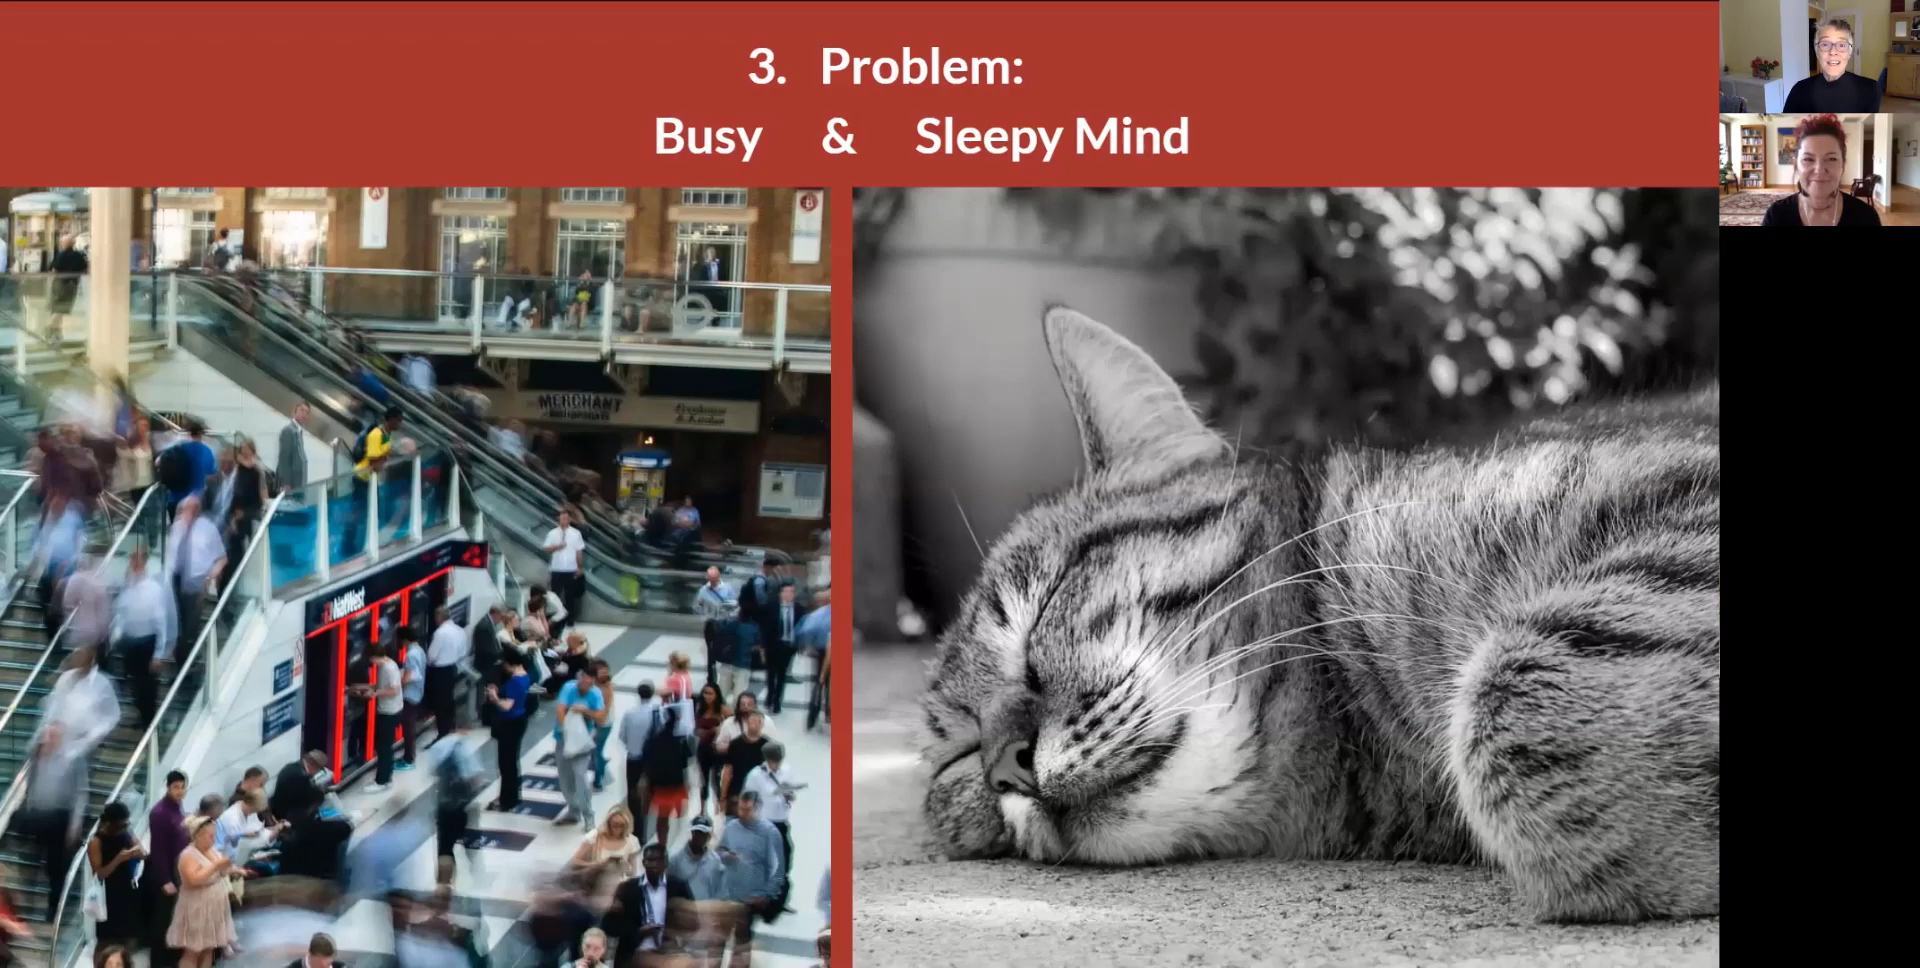 3. Problem:
Busy & Sleepy Mind
A
B
MERCHANT
NatWest